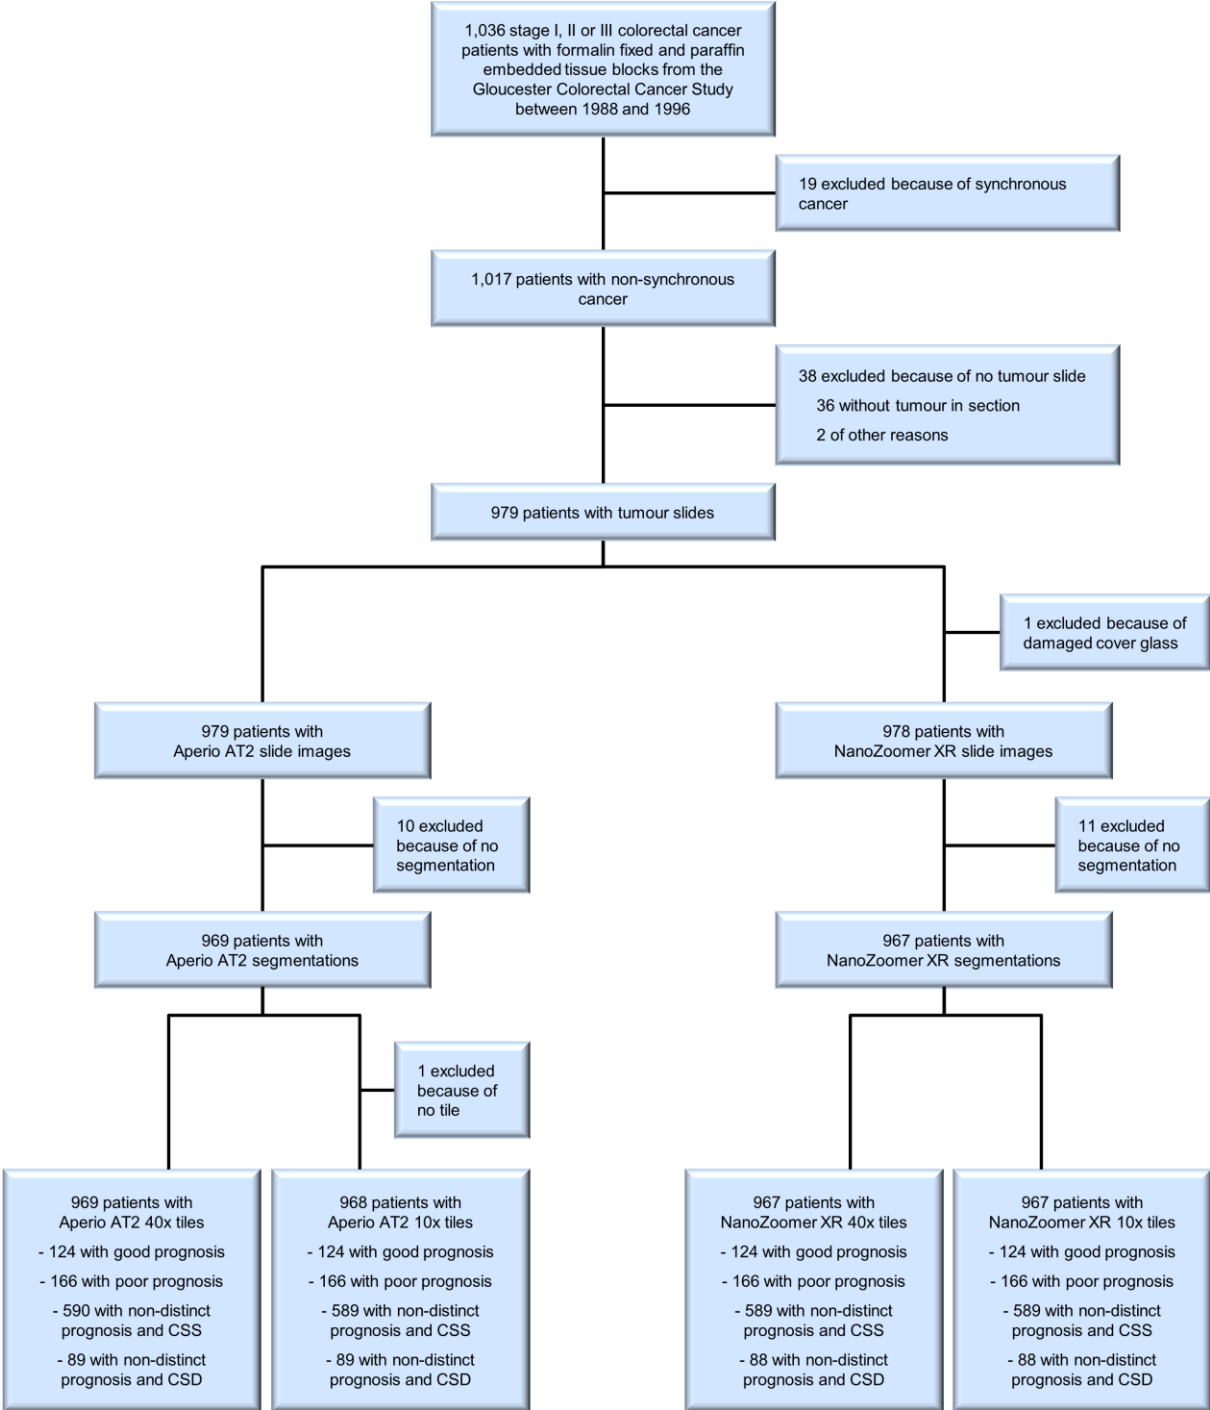 1,036 stage I, II or III colorectal cancer
patients with formalin fixed and paraffin
embedded tissue blocks from the
Gloucester Colorectal Cancer Study
between 1988 and 1996
19 excluded because of synchronous
cancer
1,017 patients with non-synchronous
cancer
38 excluded because of no tumour slide
36 without tumour in section
2 of other reasons
979 patients with tumour slides
1 excluded because of
damaged cover glass
979 patients with
Aperio AT2 slide images
978 patients with
NanoZoomer XR slide images
10 excluded
because of no
segmentation
11 excluded
because of no
segmentation
969 patients with
Aperio AT2 segmentations
967 patients with
NanoZoomer XR segmentations
1 excluded
because of
no tile
969 patients with
Aperio AT2 40x tiles
- 124 with good prognosis
- 166 with poor prognosis
- 590 with non-distinct
prognosis and CSS
- 89 with non-distinct
prognosis and CSD
968 patients with
Aperio AT2 10x tiles
- 124 with good prognosis
- 166 with poor prognosis
- 589 with non-distinct
prognosis and CSS
- 89 with non-distinct
prognosis and CSD
967 patients with
NanoZoomer XR 40x tiles
- 124 with good prognosis
- 166 with poor prognosis
- 589 with non-distinct
prognosis and CSS
- 88 with non-distinct
prognosis and CSD
967 patients with
NanoZoomer XR 10x tiles
- 124 with good prognosis
- 166 with poor prognosis
- 589 with non-distinct
prognosis and CSS
- 88 with non-distinct
prognosis and CSD